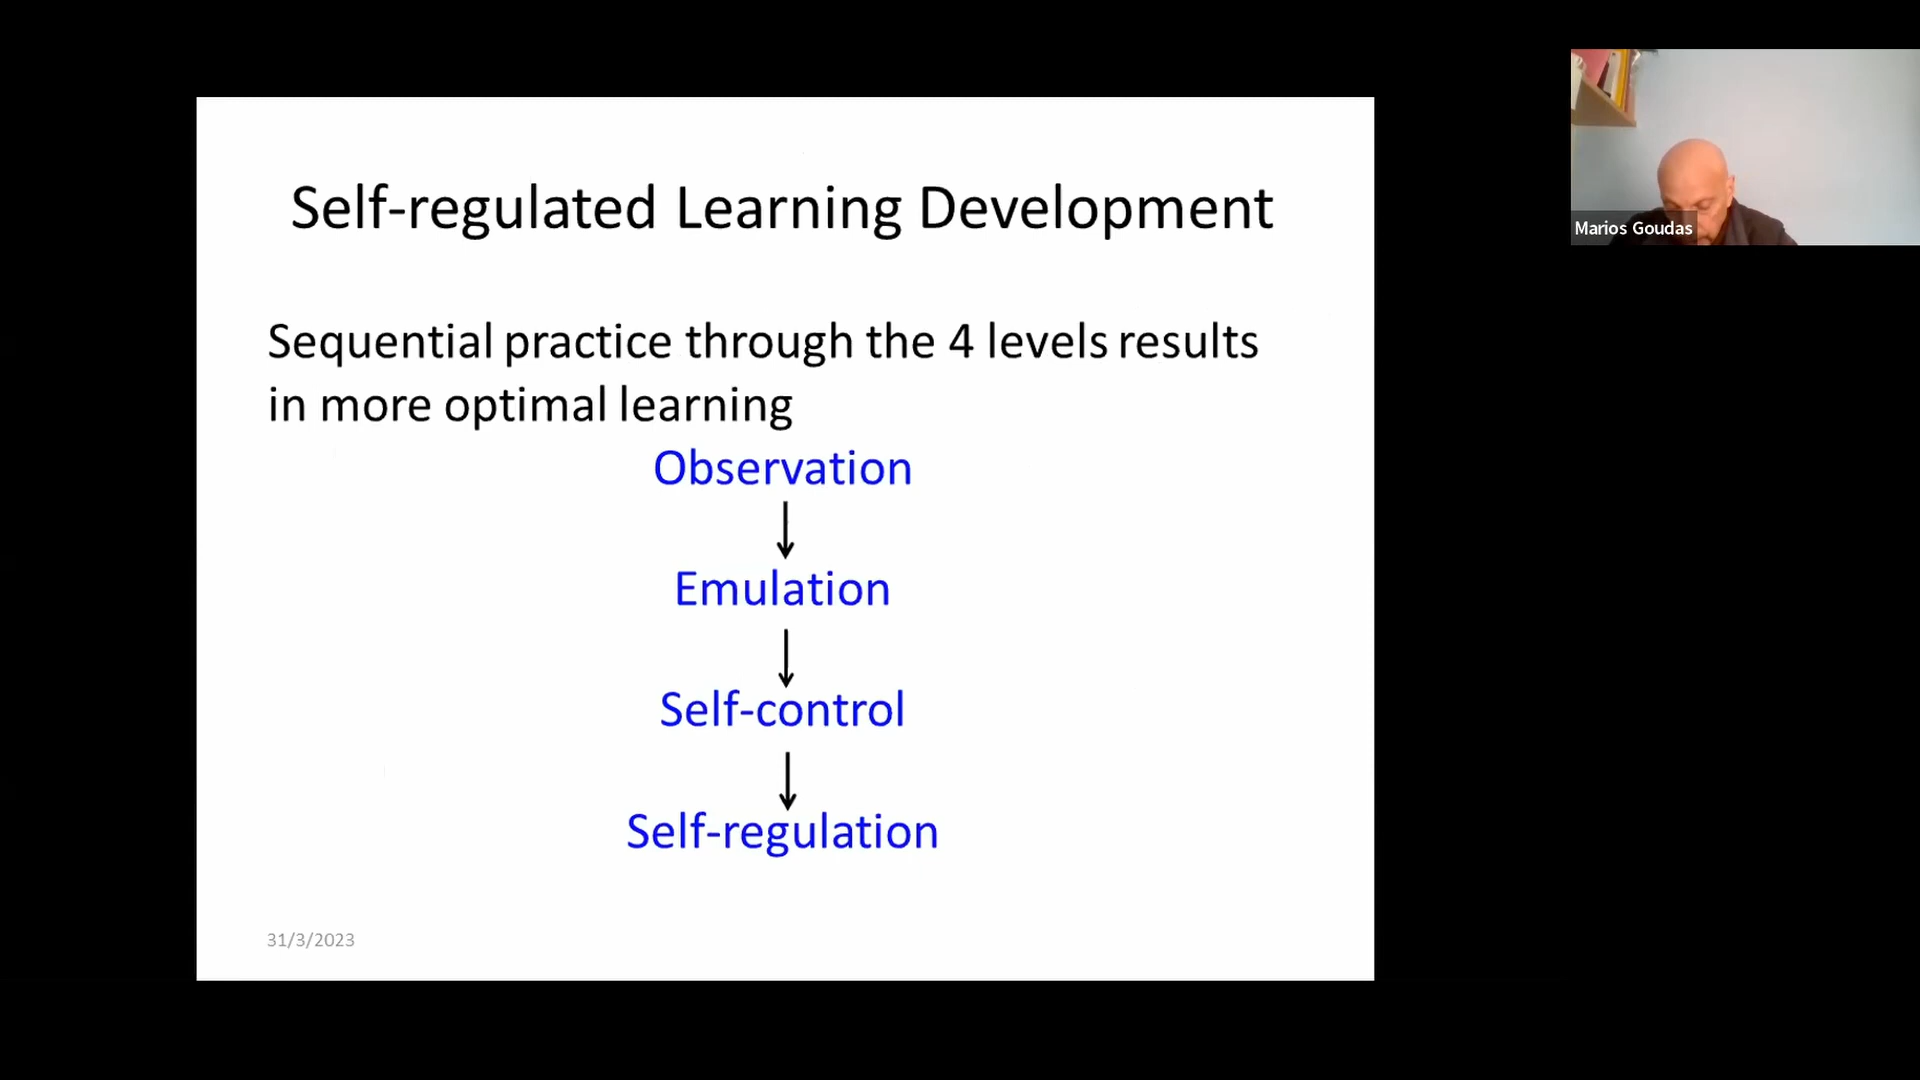 Self-regulated Learning Development
Sequential practice through the 4 levels results
in more optimal learning
Observation
Emulation
Self-control
Self-regulation
31/3/2023
Marios Goudas